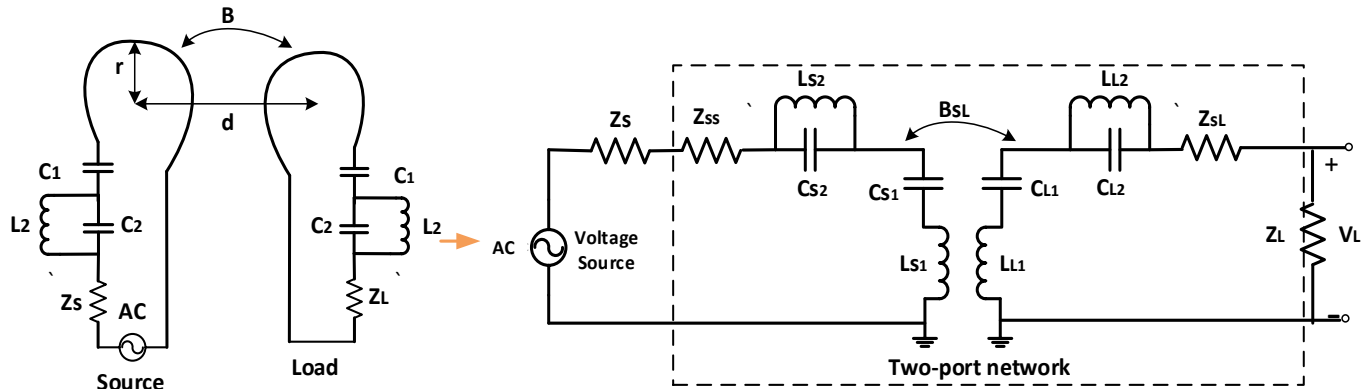 B
r
d
C1
C1
L2
C2
C2
L2
Zs
AC
ZL
Source
Load
Ls2
LL2
Zs
Zss
BSL
ZsL
Cs2
Cs1
CL1
CL2
+
AC
Voltage
Source
Ls1
LL1
ZL
VL
-
Two-port network